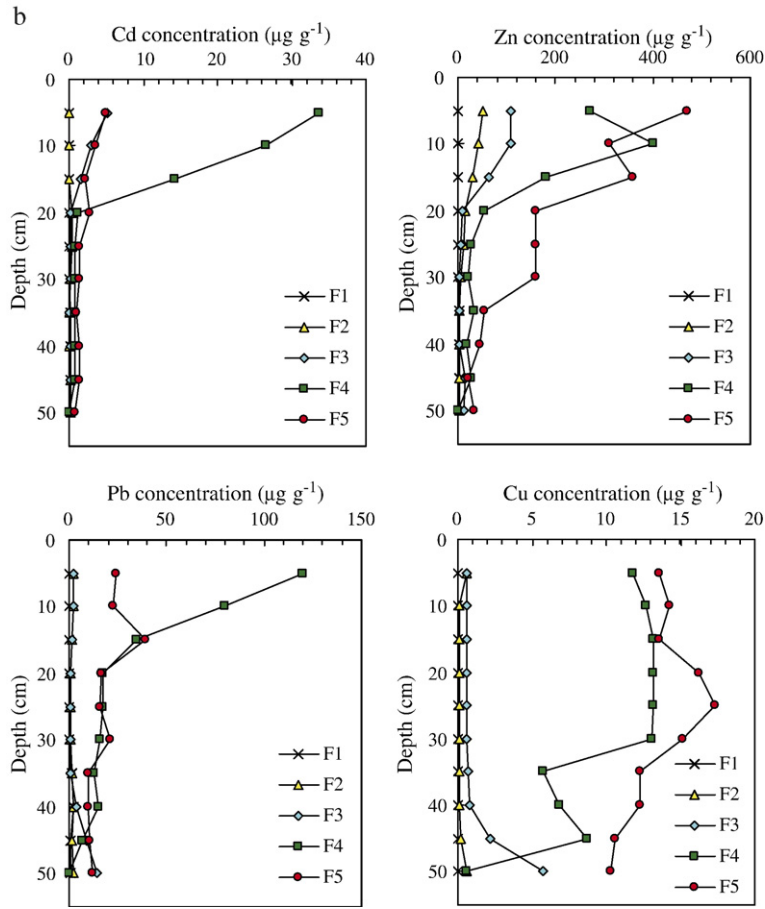 b
Cd concentration (μg g⁻¹)
0 10 20 30 40
Depth (cm)
0
10
20
30
40
50
F1
F2
F3
F4
F5
Zn concentration (μg g⁻¹)
0 200 400 600
Depth (cm)
0
10
20
30
40
50
F1
F2
F3
F4
F5
Pb concentration (μg g⁻¹)
0 50 100 150
Depth (cm)
0
10
20
30
40
50
F1
F2
F3
F4
F5
Cu concentration (μg g⁻¹)
0 5 10 15 20
Depth (cm)
0
10
20
30
40
50
F1
F2
F3
F4
F5